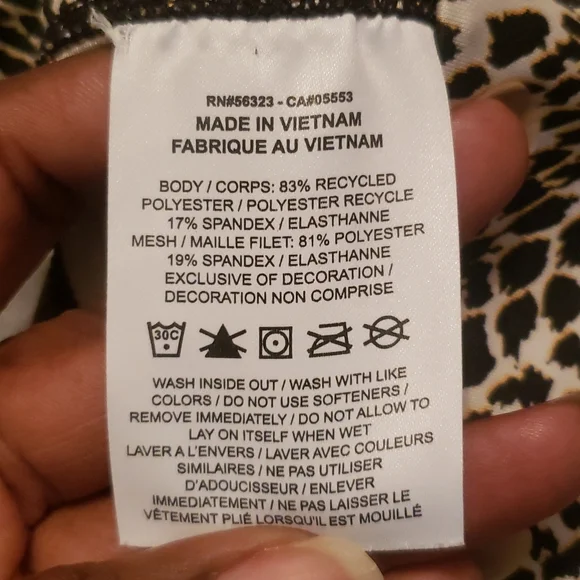 RN#56323 - CA#05553
MADE IN VIETNAM
FABRIQUE AU VIETNAM
BODY / CORPS: 83% RECYCLED
POLYESTER / POLYESTER RECYCLE
17% SPANDEX / ELASTHANNE
MESH / MAILLE FILET: 81% POLYESTER
19% SPANDEX / ELASTHANNE
EXCLUSIVE OF DECORATION /
DECORATION NON COMPRISE
30C
WASH INSIDE OUT / WASH WITH LIKE
COLORS / DO NOT USE SOFTENERS /
REMOVE IMMEDIATELY / DO NOT ALLOW TO
LAY ON ITSELF WHEN WET
LAVER A L'ENVERS / LAVER AVEC COULEURS
SIMILAIRES / NE PAS UTILISER
D'ADOUCISSEUR / ENLEVER
IMMEDIATEMENT / NE PAS LAISSER LE
VÊTEMENT PLIÉ LORSQU'IL EST MOUILLÉ